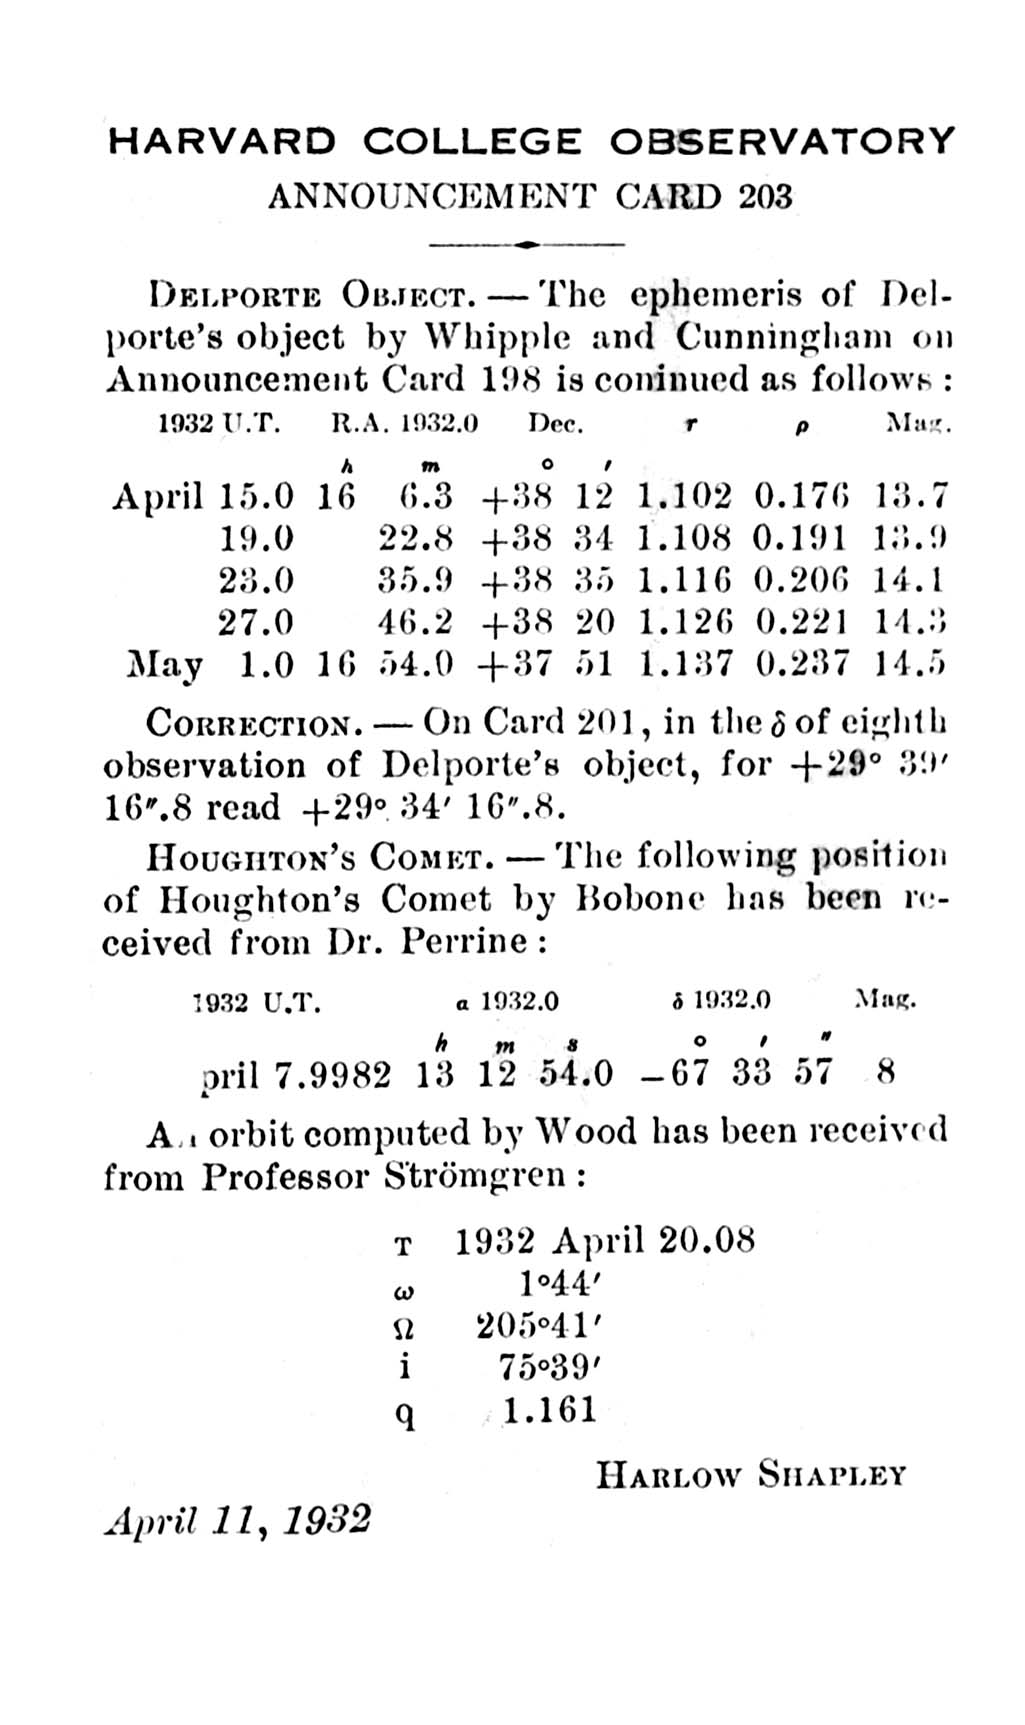 HARVARD COLLEGE OBSERVATORY
ANNOUNCEMENT CARD 203
DELPORTE OBJECT. — The ephemeris of Del-
porte's object by Whipple and Cunningham on
Announcement Card 198 is coninued as follows :
1932 U.T. R.A. 1932.0 Dec. r ρ Mag.
h m ° ′
April 15.0 16 6.3 +38 12 1.102 0.176 13.7
19.0 22.8 +38 34 1.108 0.191 13.9
23.0 35.9 +38 35 1.116 0.206 14.1
27.0 46.2 +38 20 1.126 0.221 14.3
May 1.0 16 54.0 +37 51 1.137 0.237 14.5
CORRECTION. — On Card 201, in the δ of eighth
observation of Delporte's object, for +29° 39′
16″.8 read +29° 34′ 16″.8.
HOUGHTON'S COMET. — The following position
of Houghton's Comet by Bobone has been re-
ceived from Dr. Perrine :
1932 U.T. α 1932.0 δ 1932.0 Mag.
h m s ° ′ ″
pril 7.9982 13 12 54.0 −67 33 57 8
An orbit computed by Wood has been received
from Professor Strömgren :
T 1932 April 20.08
ω 1°44′
Ω 205°41′
i 75°39′
q 1.161
HARLOW SHAPLEY
April 11, 1932